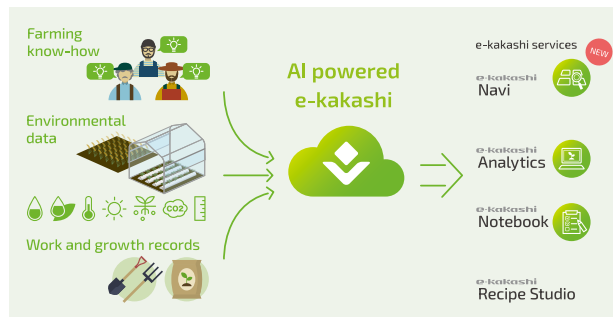 Farming
know-how
Environmental
data
CO2
Work and growth records
AI powered
e-kakashi
e-kakashi services
NEW
e-kakashi
Navi
e-kakashi
Analytics
e-kakashi
Notebook
e-kakashi
Recipe Studio